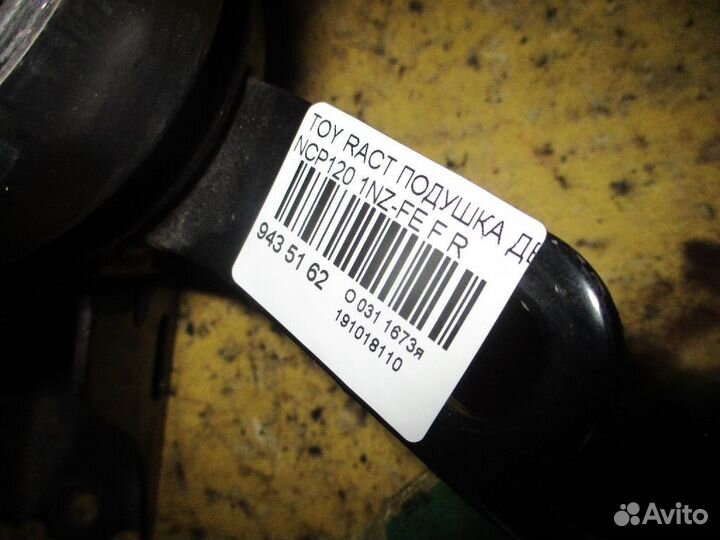 TOY RACT ПОДУШКА ДВ
NCP120 1NZ-FE F R
943 51 62
O 031 1673я
191018110
Avito